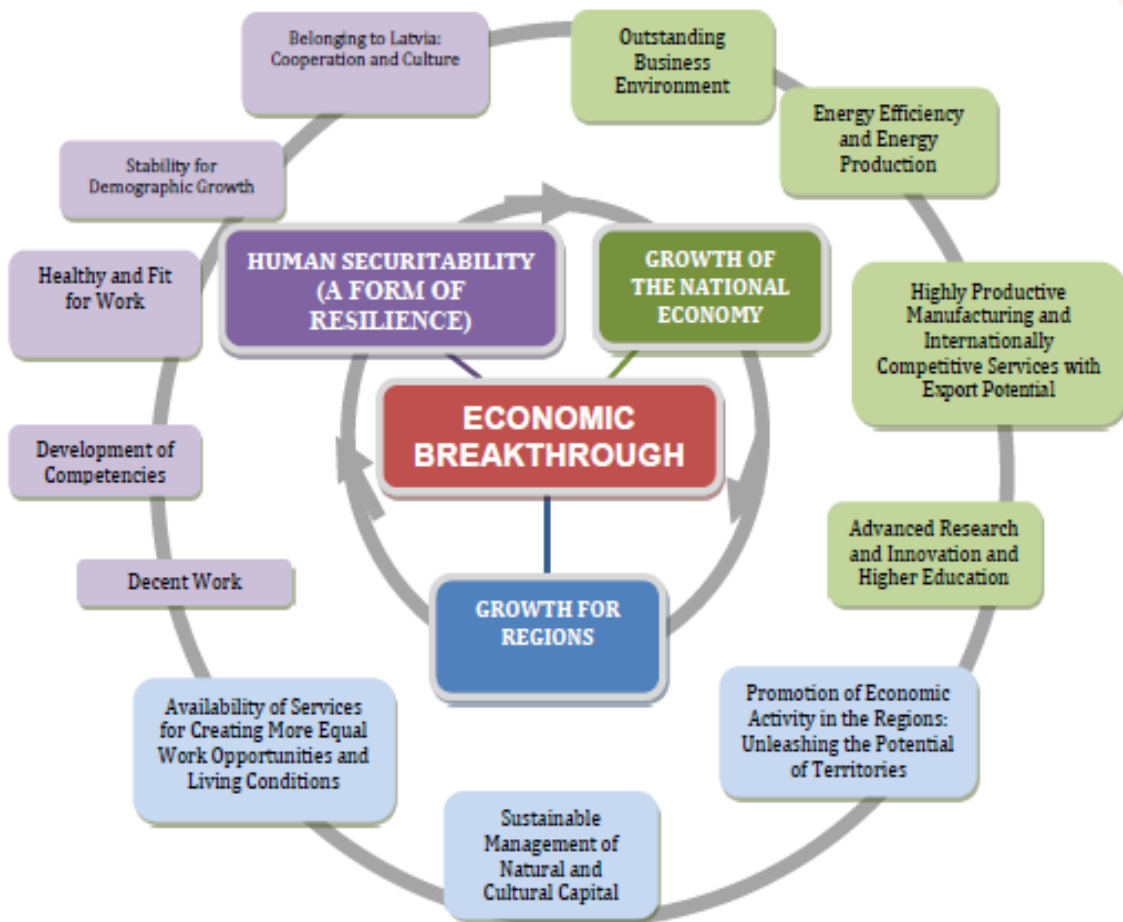 Belonging to Latvia:
Cooperation and Culture
Outstanding
Business
Environment
Energy Efficiency
and Energy
Production
Stability for
Demographic Growth
HUMAN SECURITABILITY
(A FORM OF
RESILIENCE)
GROWTH OF
THE NATIONAL
ECONOMY
Healthy and Fit
for Work
Highly Productive
Manufacturing and
Internationally
Competitive Services with
Export Potential
ECONOMIC
BREAKTHROUGH
Development of
Competencies
Advanced Research
and Innovation and
Higher Education
Decent Work
GROWTH FOR
REGIONS
Availability of Services
for Creating More Equal
Work Opportunities and
Living Conditions
Promotion of Economic
Activity in the Regions:
Unleashing the Potential
of Territories
Sustainable
Management of
Natural and
Cultural Capital